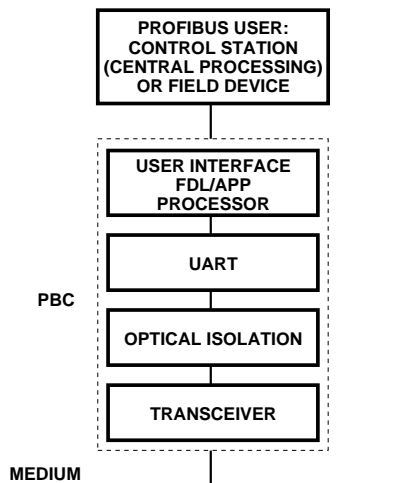 PROFIBUS USER:
CONTROL STATION
(CENTRAL PROCESSING)
OR FIELD DEVICE
USER INTERFACE
FDL/APP
PROCESSOR
UART
PBC
OPTICAL ISOLATION
TRANSCEIVER
MEDIUM